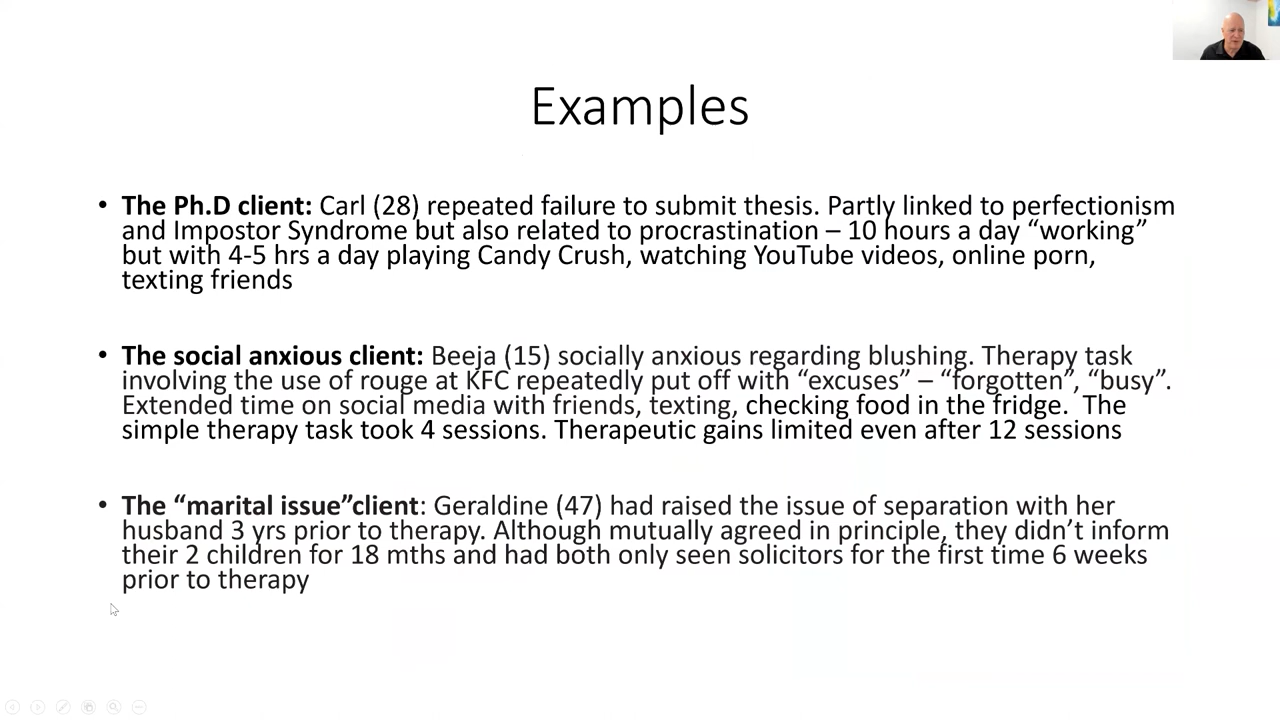 Examples
• The Ph.D client: Carl (28) repeated failure to submit thesis. Partly linked to perfectionism
and Impostor Syndrome but also related to procrastination – 10 hours a day “working”
but with 4-5 hrs a day playing Candy Crush, watching YouTube videos, online porn,
texting friends
• The social anxious client: Beeja (15) socially anxious regarding blushing. Therapy task
involving the use of rouge at KFC repeatedly put off with “excuses” – “forgotten”, “busy”.
Extended time on social media with friends, texting, checking food in the fridge.  The
simple therapy task took 4 sessions. Therapeutic gains limited even after 12 sessions
• The “marital issue”client: Geraldine (47) had raised the issue of separation with her
husband 3 yrs prior to therapy. Although mutually agreed in principle, they didn’t inform
their 2 children for 18 mths and had both only seen solicitors for the first time 6 weeks
prior to therapy